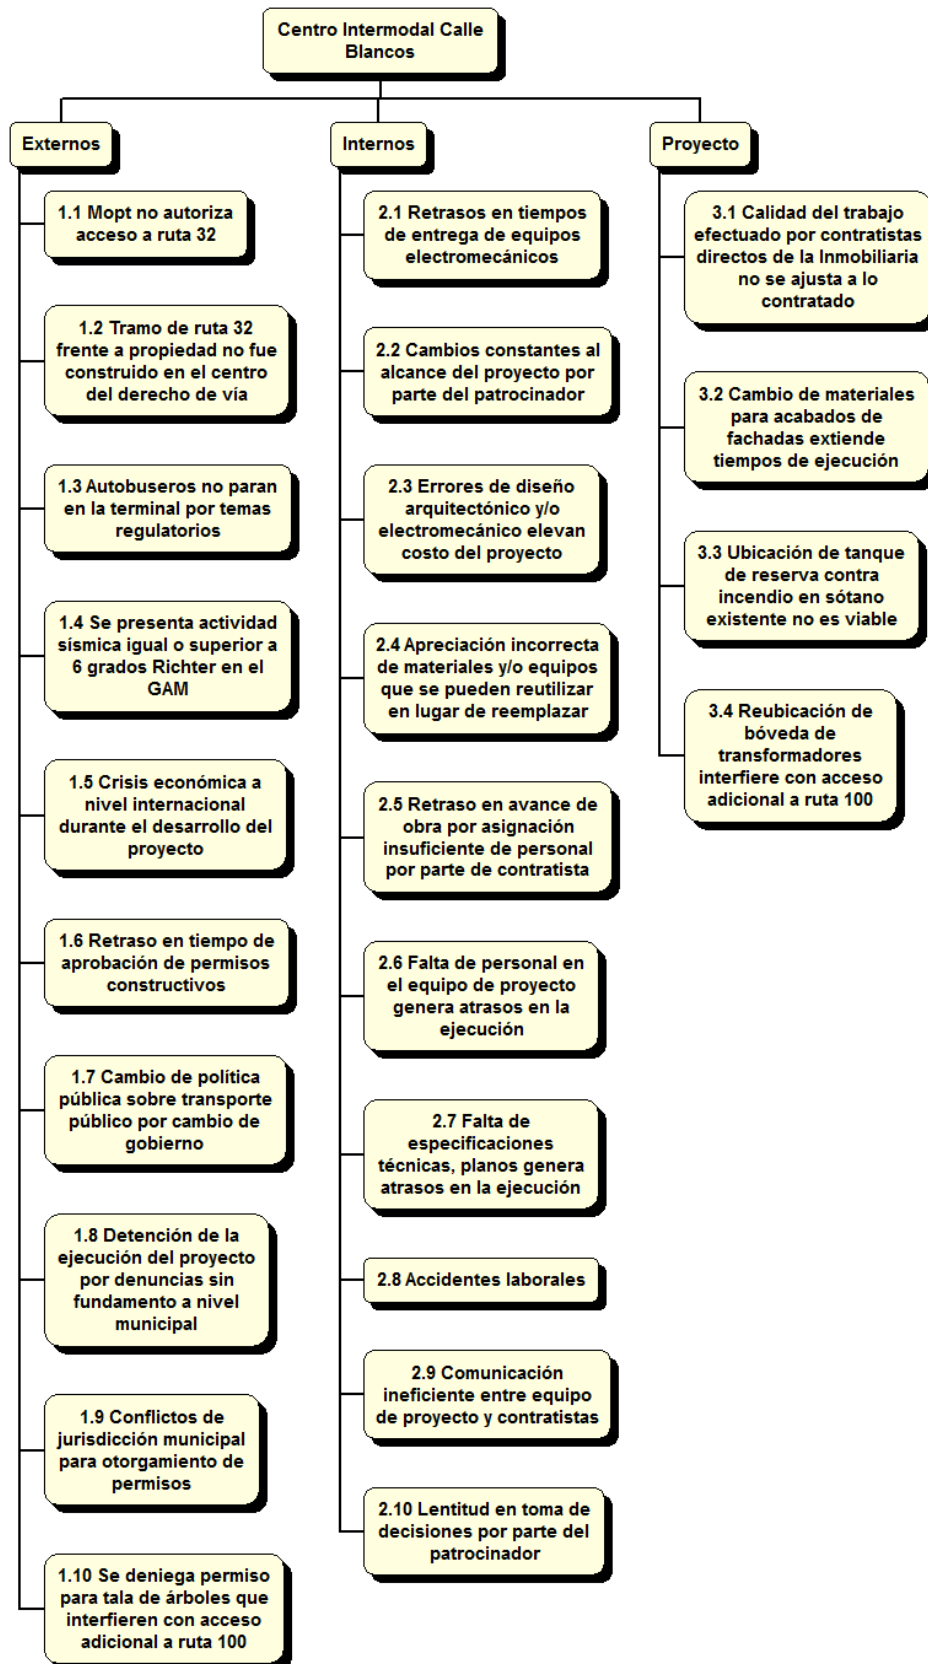 Centro Intermodal Calle
Blancos
Externos
1.1 Mopt no autoriza
acceso a ruta 32
1.2 Tramo de ruta 32
frente a propiedad no fue
construido en el centro
del derecho de vía
1.3 Autobuseros no paran
en la terminal por temas
regulatorios
1.4 Se presenta actividad
sísmica igual o superior a
6 grados Richter en el
GAM
1.5 Crisis económica a
nivel internacional
durante el desarrollo del
proyecto
1.6 Retraso en tiempo de
aprobación de permisos
constructivos
1.7 Cambio de política
pública sobre transporte
público por cambio de
gobierno
1.8 Detención de la
ejecución del proyecto
por denuncias sin
fundamento a nivel
municipal
1.9 Conflictos de
jurisdicción municipal
para otorgamiento de
permisos
1.10 Se deniega permiso
para tala de árboles que
interfieren con acceso
adicional a ruta 100
Internos
2.1 Retrasos en tiempos
de entrega de equipos
electromecánicos
2.2 Cambios constantes al
alcance del proyecto por
parte del patrocinador
2.3 Errores de diseño
arquitectónico y/o
electromecánico elevan
costo del proyecto
2.4 Apreciación incorrecta
de materiales y/o equipos
que se pueden reutilizar
en lugar de reemplazar
2.5 Retraso en avance de
obra por asignación
insuficiente de personal
por parte de contratista
2.6 Falta de personal en
el equipo de proyecto
genera atrasos en la
ejecución
2.7 Falta de
especificaciones
técnicas, planos genera
atrasos en la ejecución
2.8 Accidentes laborales
2.9 Comunicación
ineficiente entre equipo
de proyecto y contratistas
2.10 Lentitud en toma de
decisiones por parte del
patrocinador
Proyecto
3.1 Calidad del trabajo
efectuado por contratistas
directos de la Inmobiliaria
no se ajusta a lo
contratado
3.2 Cambio de materiales
para acabados de
fachadas extiende
tiempos de ejecución
3.3 Ubicación de tanque
de reserva contra
incendio en sótano
existente no es viable
3.4 Reubicación de
bóveda de
transformadores
interfiere con acceso
adicional a ruta 100